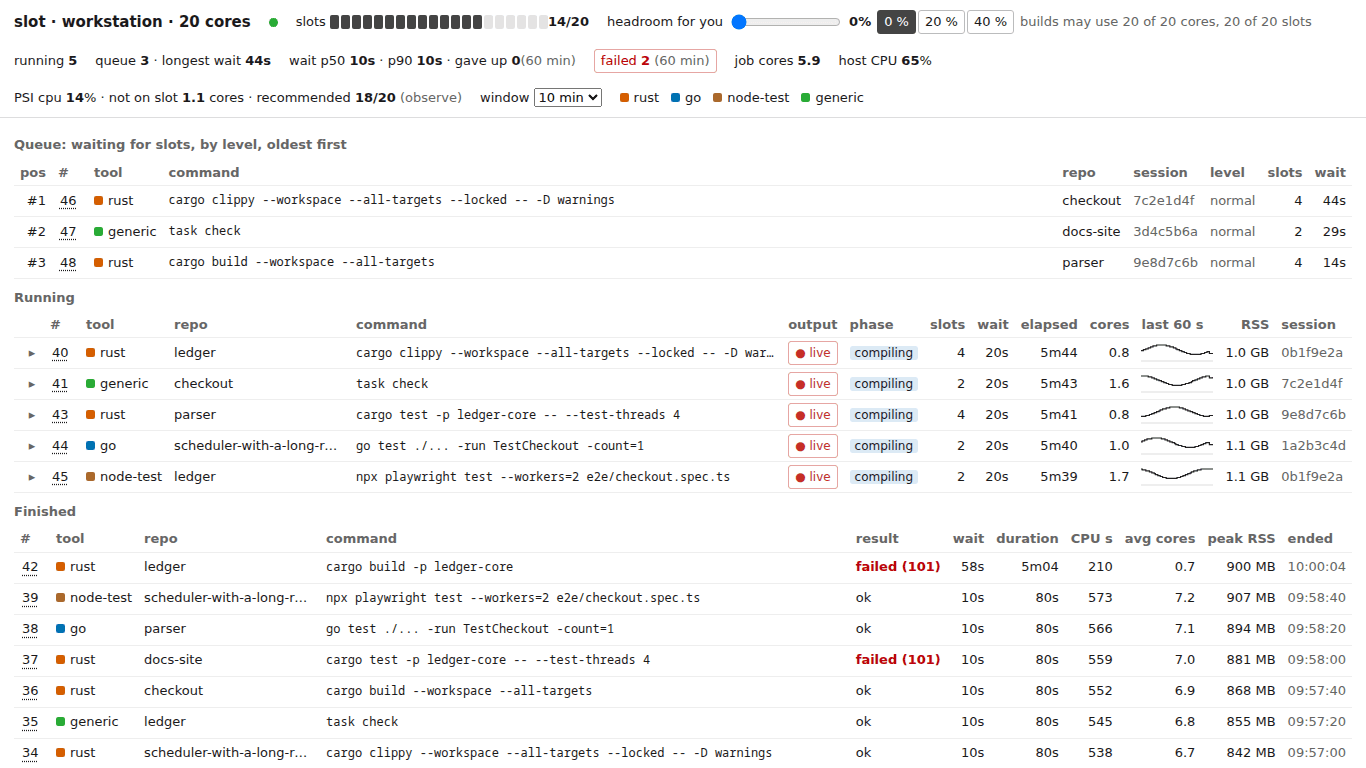 slot · workstation · 20 cores slots 14/20 headroom for you 0% 0 % 20 % 40 % builds may use 20 of 20 cores, 20 of 20 slots
running 5 queue 3 · longest wait 44s wait p50 10s · p90 10s · gave up 0(60 min) failed 2 (60 min) job cores 5.9 host CPU 65%
PSI cpu 14% · not on slot 1.1 cores · recommended 18/20 (observe) window 10 min rust go node-test generic
Queue: waiting for slots, by level, oldest first
pos # tool command repo session level slots wait
#1 46 rust cargo clippy --workspace --all-targets --locked -- -D warnings checkout 7c2e1d4f normal 4 44s
#2 47 generic task check docs-site 3d4c5b6a normal 2 29s
#3 48 rust cargo build --workspace --all-targets parser 9e8d7c6b normal 4 14s
Running
# tool repo command output phase slots wait elapsed cores last 60 s RSS session
▸ 40 rust ledger cargo clippy --workspace --all-targets --locked -- -D war… ● live compiling 4 20s 5m44 0.8 1.0 GB 0b1f9e2a
▸ 41 generic checkout task check ● live compiling 2 20s 5m43 1.6 1.0 GB 7c2e1d4f
▸ 43 rust parser cargo test -p ledger-core -- --test-threads 4 ● live compiling 4 20s 5m41 0.8 1.0 GB 9e8d7c6b
▸ 44 go scheduler-with-a-long-r… go test ./... -run TestCheckout -count=1 ● live compiling 2 20s 5m40 1.0 1.1 GB 1a2b3c4d
▸ 45 node-test ledger npx playwright test --workers=2 e2e/checkout.spec.ts ● live compiling 2 20s 5m39 1.7 1.1 GB 0b1f9e2a
Finished
# tool repo command result wait duration CPU s avg cores peak RSS ended
42 rust ledger cargo build -p ledger-core failed (101) 58s 5m04 210 0.7 900 MB 10:00:04
39 node-test scheduler-with-a-long-r… npx playwright test --workers=2 e2e/checkout.spec.ts ok 10s 80s 573 7.2 907 MB 09:58:40
38 go parser go test ./... -run TestCheckout -count=1 ok 10s 80s 566 7.1 894 MB 09:58:20
37 rust docs-site cargo test -p ledger-core -- --test-threads 4 failed (101) 10s 80s 559 7.0 881 MB 09:58:00
36 rust checkout cargo build --workspace --all-targets ok 10s 80s 552 6.9 868 MB 09:57:40
35 generic ledger task check ok 10s 80s 545 6.8 855 MB 09:57:20
34 rust scheduler-with-a-long-r… cargo clippy --workspace --all-targets --locked -- -D warnings ok 10s 80s 538 6.7 842 MB 09:57:00